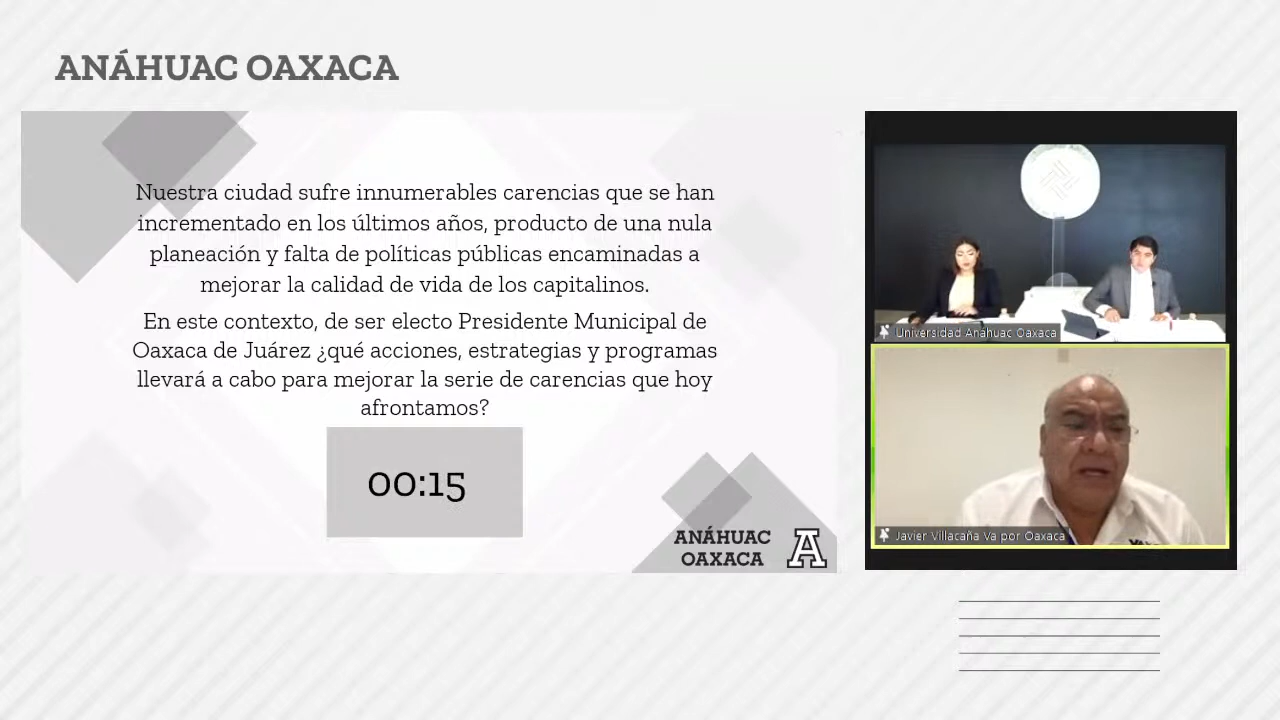 ANÁHUAC OAXACA
Nuestra ciudad sufre innumerables carencias que se han
incrementado en los últimos años, producto de una nula
planeación y falta de políticas públicas encaminadas a
mejorar la calidad de vida de los capitalinos.
En este contexto, de ser electo Presidente Municipal de
Oaxaca de Juárez ¿qué acciones, estrategias y programas
llevará a cabo para mejorar la serie de carencias que hoy
afrontamos?
00:15
ANÁHUAC
OAXACA
A
Universidad Anáhuac Oaxaca
Javier Villacaña Va por Oaxaca